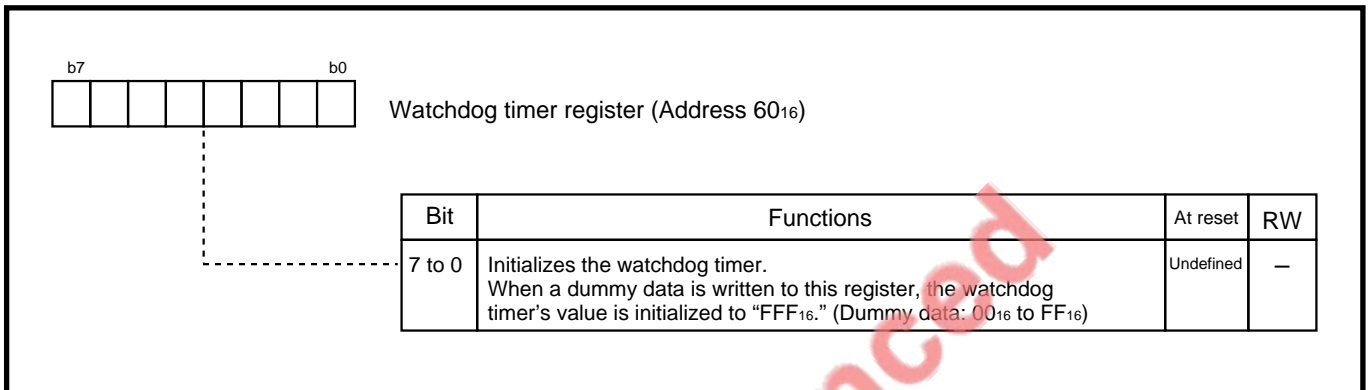 b7 b0
Watchdog timer register (Address 60₁₆)
Bit Functions At reset RW
7 to 0 Initializes the watchdog timer. Undefined –
When a dummy data is written to this register, the watchdog
timer’s value is initialized to “FFF₁₆.” (Dummy data: 00₁₆ to FF₁₆)